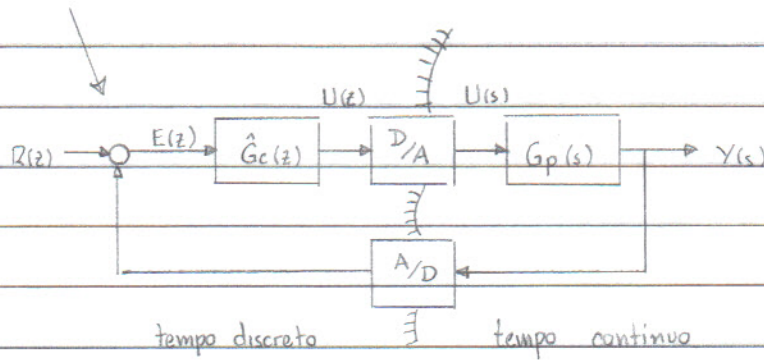 U(z) U(s)
R(z) E(z) Ĝc(z) D/A Gp(s) Y(s)
A/D
tempo discreto tempo continuo